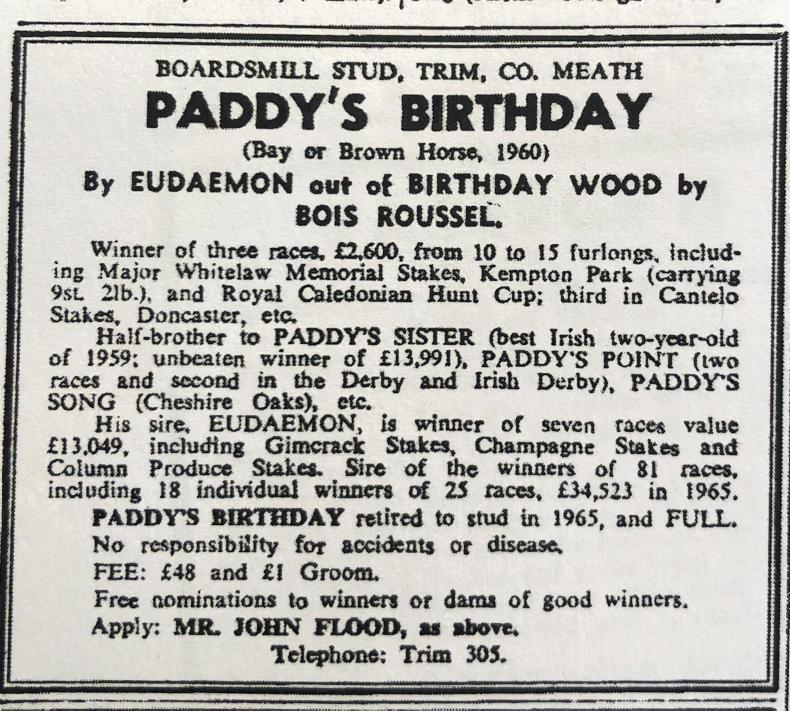 BOARDSMILL STUD, TRIM, CO. MEATH
PADDY'S BIRTHDAY
(Bay or Brown Horse, 1960)
By EUDAEMON out of BIRTHDAY WOOD by
BOIS ROUSSEL.
Winner of three races, £2,600, from 10 to 15 furlongs, includ-
ing Major Whitelaw Memorial Stakes, Kempton Park (carrying
9st. 2lb.), and Royal Caledonian Hunt Cup; third in Cantelo
Stakes, Doncaster, etc.
Half-brother to PADDY'S SISTER (best Irish two-year-old
of 1959; unbeaten winner of £13,991), PADDY'S POINT (two
races and second in the Derby and Irish Derby), PADDY'S
SONG (Cheshire Oaks), etc.
His sire, EUDAEMON, is winner of seven races value
£13,049, including Gimcrack Stakes, Champagne Stakes and
Column Produce Stakes. Sire of the winners of 81 races,
including 18 individual winners of 25 races, £34,523 in 1965.
PADDY'S BIRTHDAY retired to stud in 1965, and FULL.
No responsibility for accidents or disease.
FEE: £48 and £1 Groom.
Free nominations to winners or dams of good winners.
Apply: MR. JOHN FLOOD, as above.
Telephone: Trim 305.